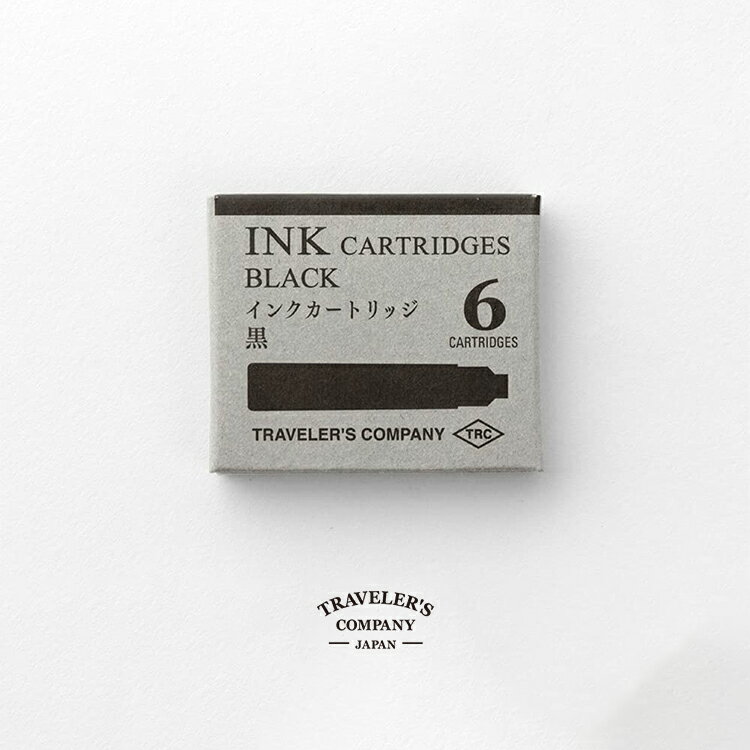 INK CARTRIDGES
BLACK
インクカートリッジ
黒
6
CARTRIDGES
TRAVELER'S COMPANY TRC
TRAVELER'S
COMPANY
JAPAN